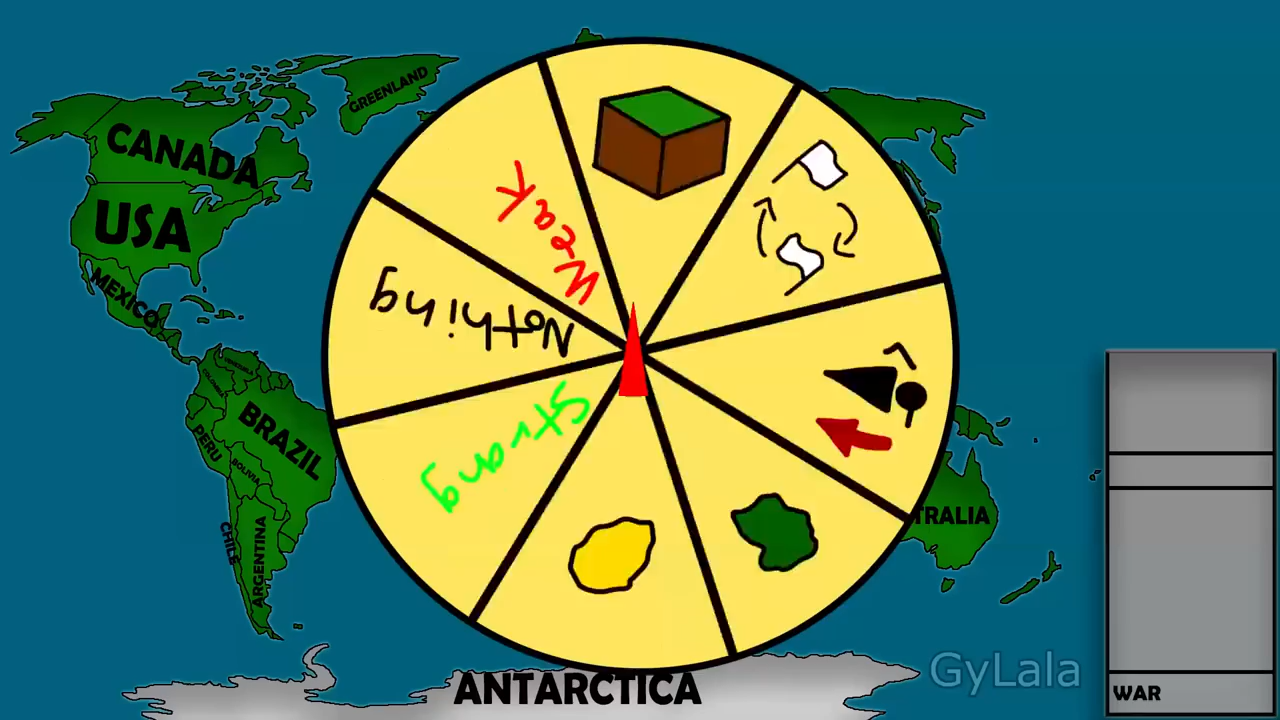 GREENLAND
CANADA
USA
MEXICO
BRAZIL
PERU
BOLIVIA
CHILE
ARGENTINA
Weak
Nothing
Strong
TRALIA
ANTARCTICA
GyLala
WAR